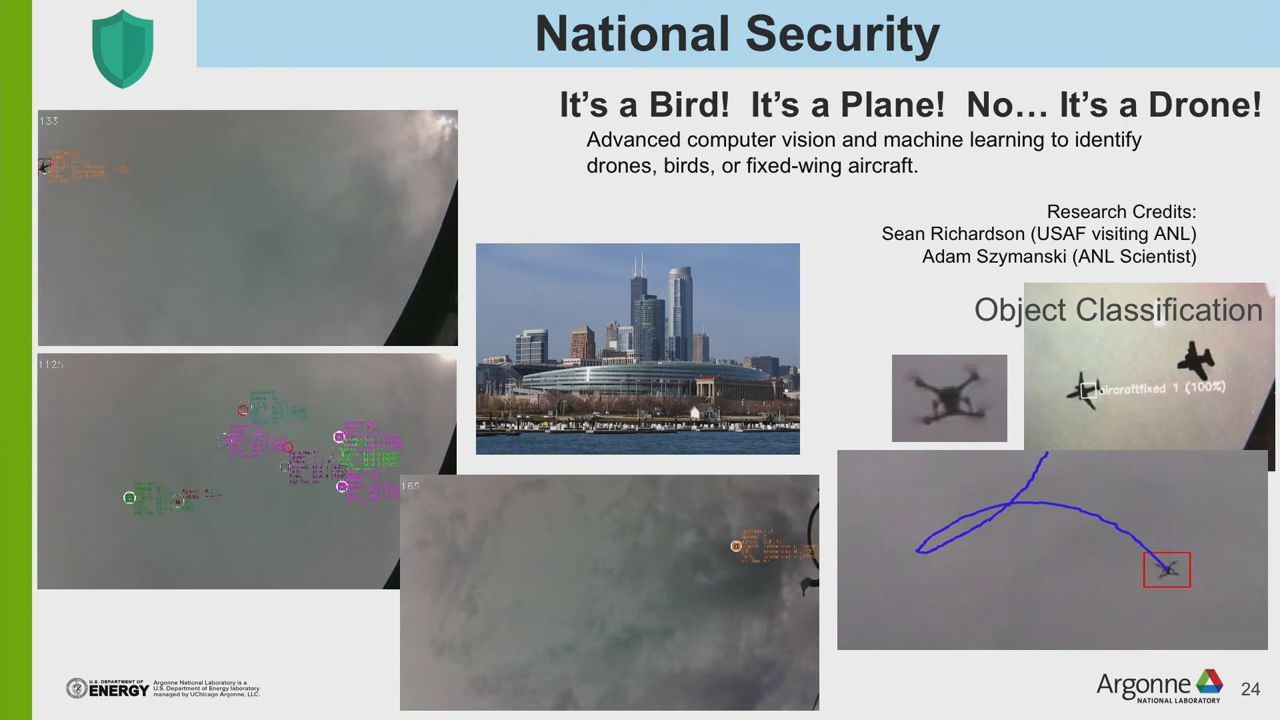 National Security
It’s a Bird! It’s a Plane! No… It’s a Drone!
Advanced computer vision and machine learning to identify
drones, birds, or fixed-wing aircraft.
Research Credits:
Sean Richardson (USAF visiting ANL)
Adam Szymanski (ANL Scientist)
Object Classification
133
aircraftfixed 1 (100%)
1125
165
U.S. DEPARTMENT OF
ENERGY
Argonne National Laboratory is a
U.S. Department of Energy laboratory
managed by UChicago Argonne, LLC.
Argonne
NATIONAL LABORATORY
24